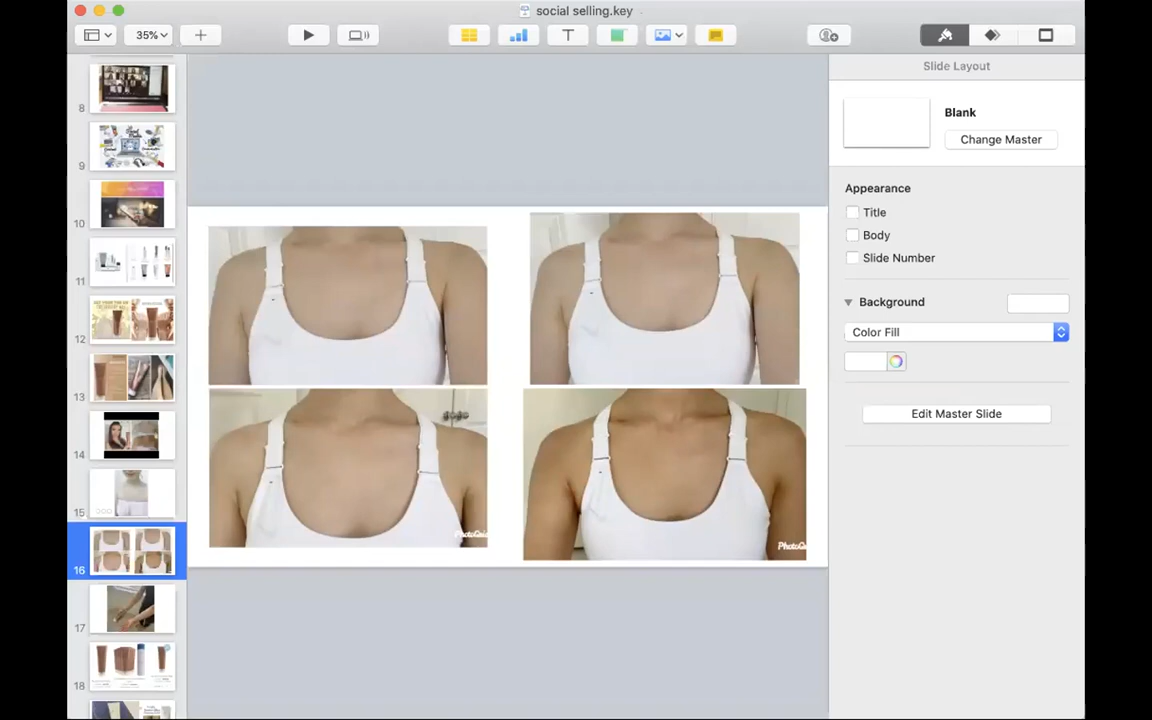 social selling.key
35%
Slide Layout
Blank
Change Master
Appearance
Title
Body
Slide Number
Background
Color Fill
Edit Master Slide
8
9
10
11
12
13
14
15
16
17
18